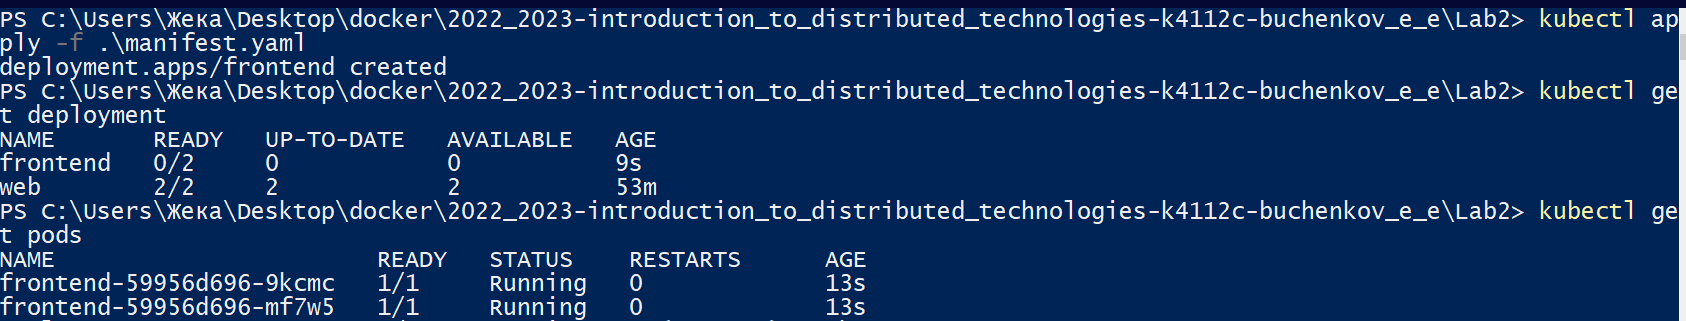 PS C:\Users\Жека\Desktop\docker\2022_2023-introduction_to_distributed_technologies-k4112c-buchenkov_e_e\Lab2> kubectl ap
ply -f .\manifest.yaml
deployment.apps/frontend created
PS C:\Users\Жека\Desktop\docker\2022_2023-introduction_to_distributed_technologies-k4112c-buchenkov_e_e\Lab2> kubectl ge
t deployment
NAME READY UP-TO-DATE AVAILABLE AGE
frontend 0/2 0 0 9s
web 2/2 2 2 53m
PS C:\Users\Жека\Desktop\docker\2022_2023-introduction_to_distributed_technologies-k4112c-buchenkov_e_e\Lab2> kubectl ge
t pods
NAME READY STATUS RESTARTS AGE
frontend-59956d696-9kcmc 1/1 Running 0 13s
frontend-59956d696-mf7w5 1/1 Running 0 13s